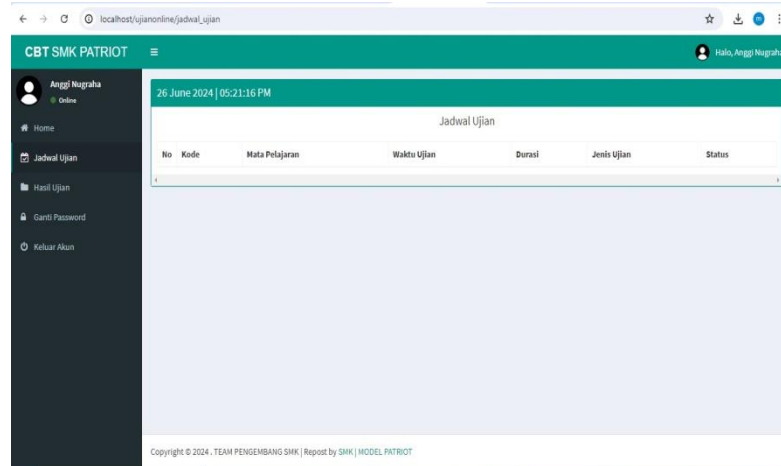 localhost/ujianonline/jadwal_ujian
CBT SMK PATRIOT
Halo, Anggi Nugraha
Anggi Nugraha
Online
26 June 2024 | 05:21:16 PM
Home
Jadwal Ujian
Jadwal Ujian
No Kode Mata Pelajaran Waktu Ujian Durasi Jenis Ujian Status
Hasil Ujian
Ganti Password
Keluar Akun
Copyright © 2024 . TEAM PENGEMBANG SMK | Repost by SMK | MODEL PATRIOT